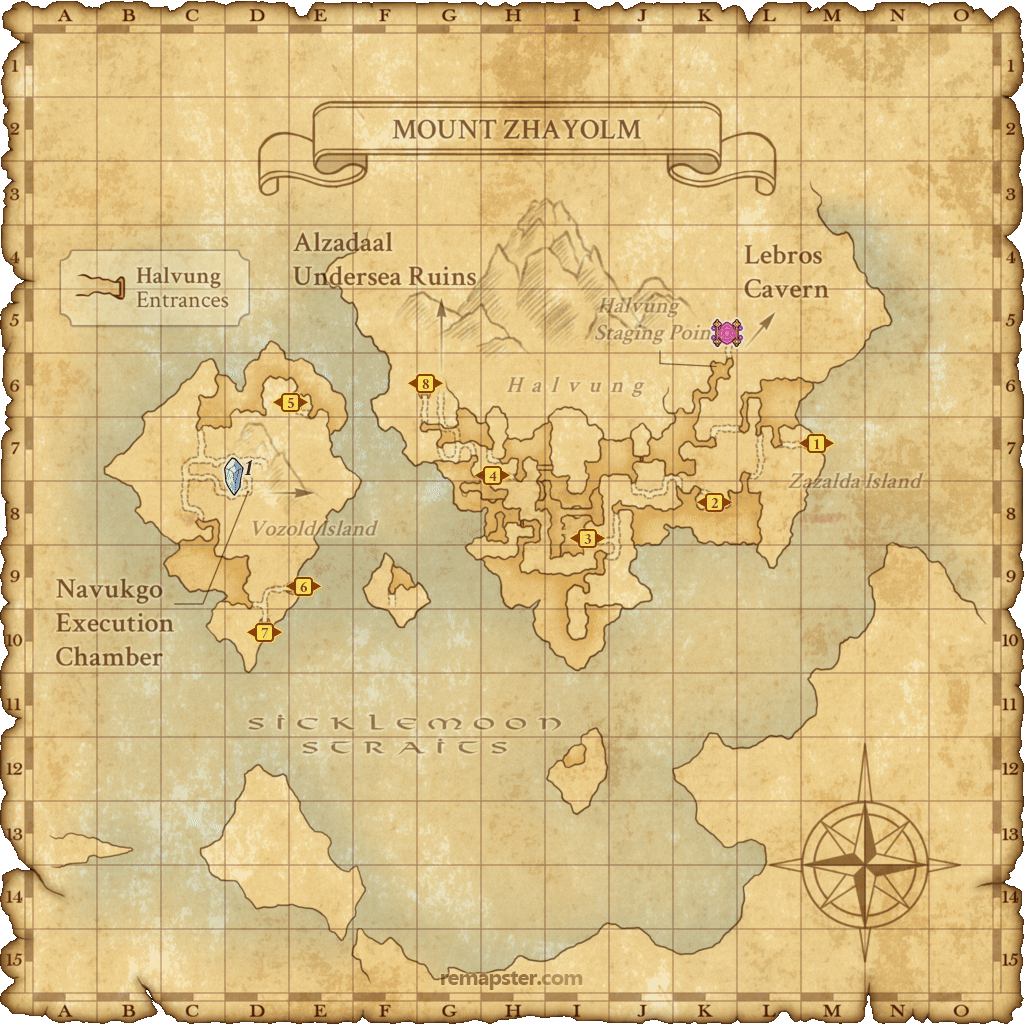 A B C D E F G H I J K L M N O
1 1
MOUNT ZHAYOLM
2 2
3 3
Alzadaal
Undersea Ruins
Lebros
Cavern
4 4
Halvung
Entrances
Halvung
Staging Poin
5 5
Halvung
6 6
8
5
1
7 7
4
1
Zazalda Island
2
8 8
Vozold Island
3
9 9
Navukgo
Execution
Chamber
6
7
10 10
11 11
SICKLEMOON
STRAITS
12 12
13 13
14 14
15 15
remapster.com
A B C D E F G H I J K L M N O